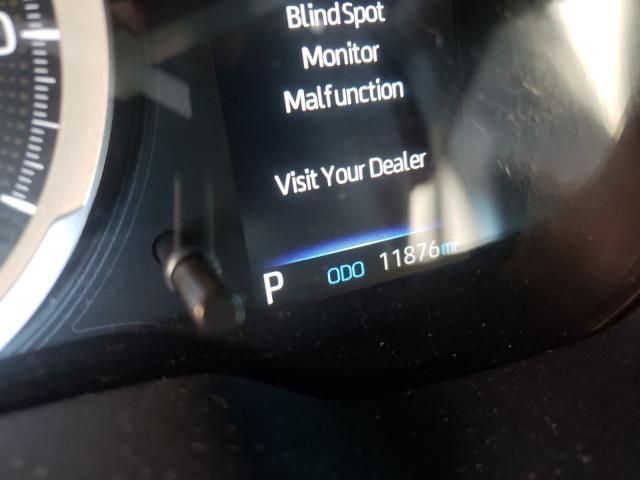 Blind Spot
Monitor
Malfunction
Visit Your Dealer
P ODO 11876 mi